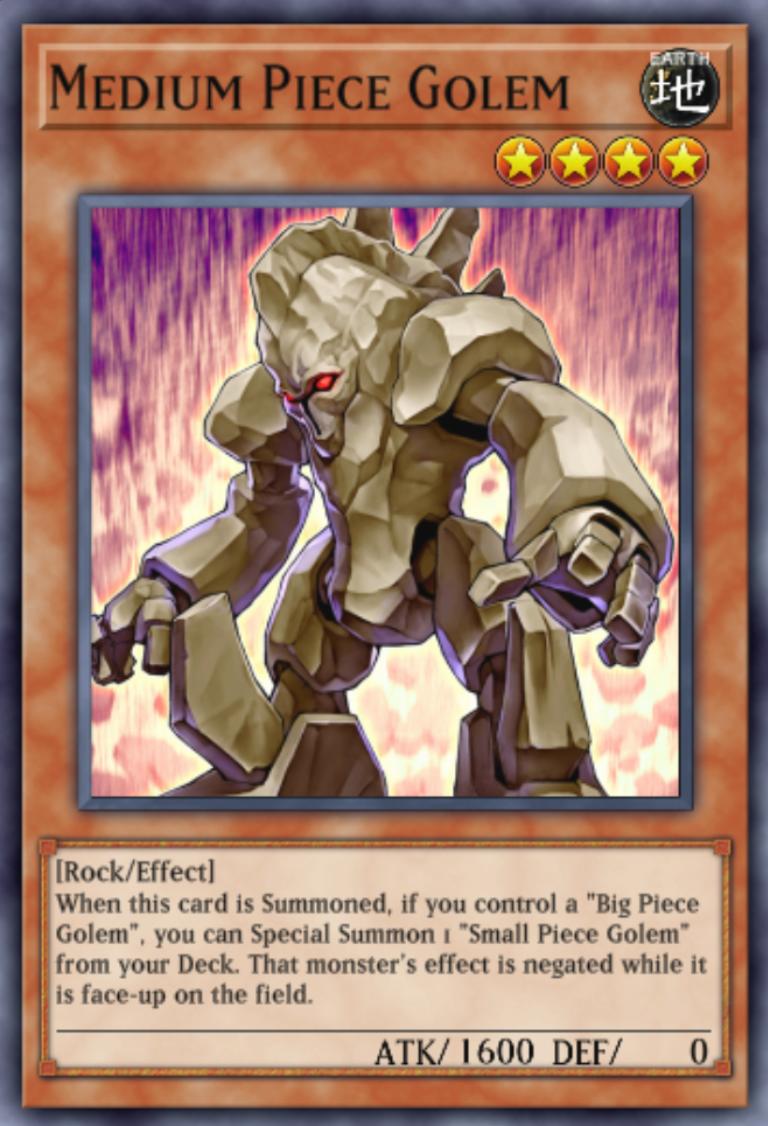 Medium Piece Golem
EARTH
地
[Rock/Effect]
When this card is Summoned, if you control a "Big Piece
Golem", you can Special Summon 1 "Small Piece Golem"
from your Deck. That monster's effect is negated while it
is face-up on the field.
ATK/ 1600 DEF/ 0